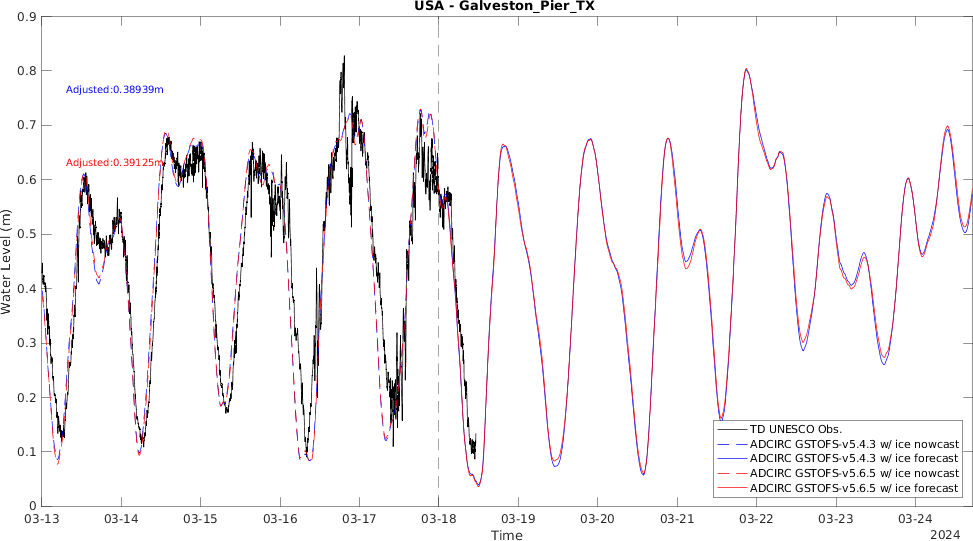 USA - Galveston_Pier_TX
Water Level (m)
0.9
0.8
0.7
0.6
0.5
0.4
0.3
0.2
0.1
0
Adjusted:0.38939m
Adjusted:0.39125m
TD UNESCO Obs.
ADCIRC GSTOFS-v5.4.3 w/ ice nowcast
ADCIRC GSTOFS-v5.4.3 w/ ice forecast
ADCIRC GSTOFS-v5.6.5 w/ ice nowcast
ADCIRC GSTOFS-v5.6.5 w/ ice forecast
03-13 03-14 03-15 03-16 03-17 03-18 03-19 03-20 03-21 03-22 03-23 03-24
Time
2024